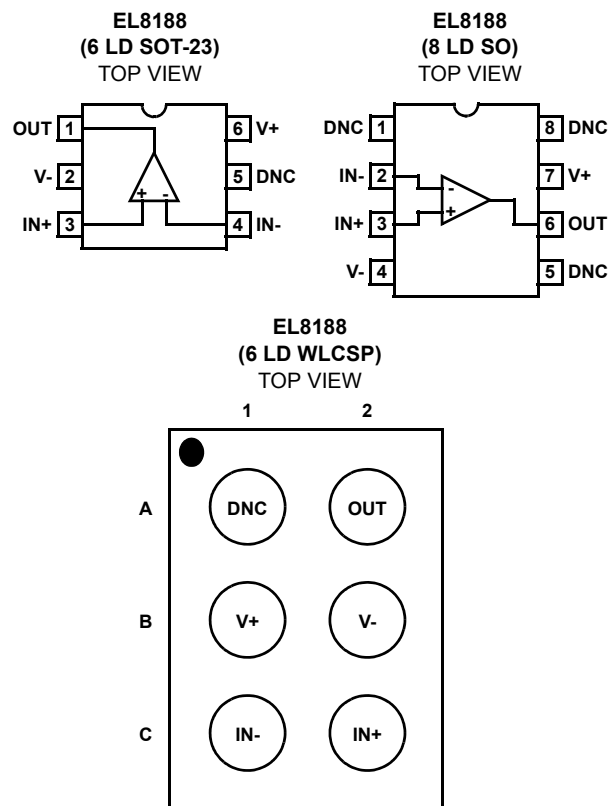 EL8188
(6 LD SOT-23)
TOP VIEW
OUT 1
6 V+
V- 2
5 DNC
IN+ 3
4 IN-
+ -
EL8188
(8 LD SO)
TOP VIEW
DNC 1
8 DNC
IN- 2
7 V+
IN+ 3
6 OUT
V- 4
5 DNC
-
+
EL8188
(6 LD WLCSP)
TOP VIEW
1 2
A DNC OUT
B V+ V-
C IN- IN+